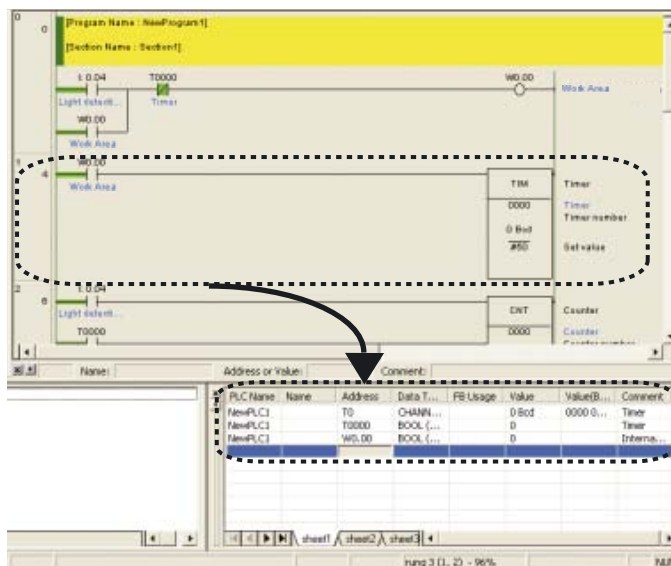 0
0
[Program Name : NewProgram1]
[Section Name : Section1]
I: 0.04 T0000 W0.00
Work Area
Timer
W0.00
Work Area
1
4
W0.00
Work Area
TIM Timer
0000 Timer
Timer number
0 Bcd
#50 Set value
2
6
I: 0.04
CNT Counter
T0000 0000 Counter
Counter number
Name: Address or Value: Comment:
PLC Name Name Address Data T... FB Usage Value Value(B... Comment
NewPLC1 T0 CHANN... 0 Bcd 0000 0... Timer
NewPLC1 T0000 BOOL (... 0 Timer
NewPLC1 W0.00 BOOL (... 0 Interna...
sheet1 sheet2 sheet3
rung 3 (1, 2) - 96%